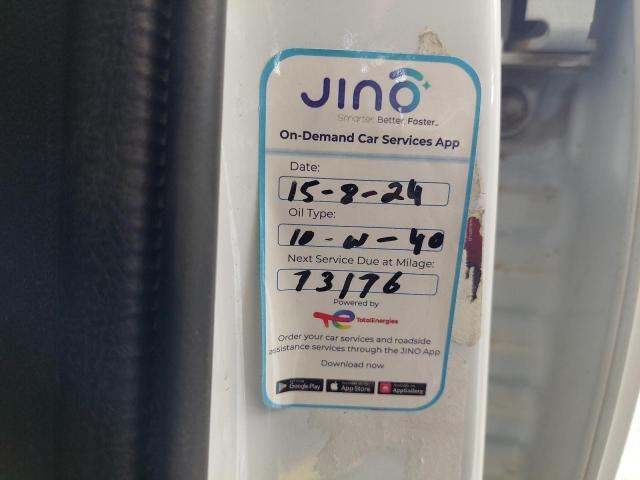 JINO
Smarter. Better. Faster.
On-Demand Car Services App
Date:
15-8-24
Oil Type:
10-W-40
Next Service Due at Milage:
73176
Powered by
TotalEnergies
Order your car services and roadside
assistance services through the JINO App
Download now
Google Play App Store AppGallery